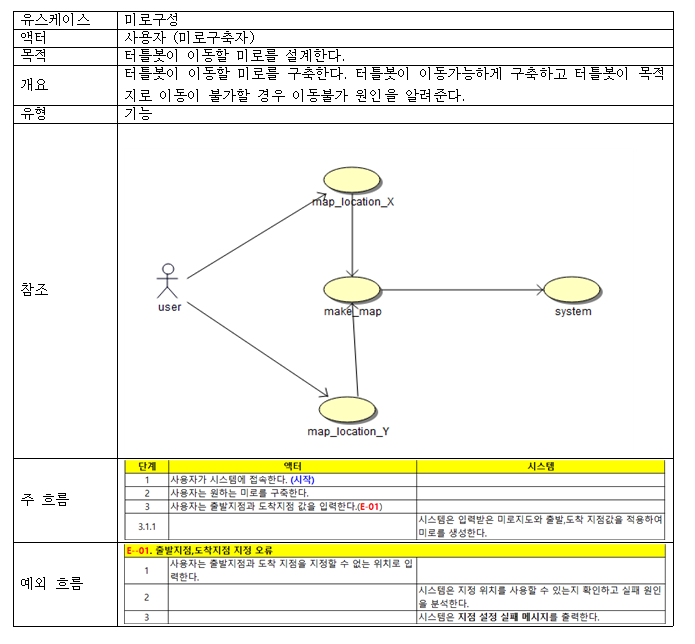 유스케이스 미로구성
액터 사용자 (미로구축자)
목적 터틀봇이 이동할 미로를 설계한다.
개요 터틀봇이 이동할 미로를 구축한다. 터틀봇이 이동가능하게 구축하고 터틀봇이 목적
지로 이동이 불가할 경우 이동불가 원인을 알려준다.
유형 기능
참조
map_location_X
user
make_map
system
map_location_Y
주 흐름
단계 액터 시스템
1 사용자가 시스템에 접속한다. (시작)
2 사용자는 원하는 미로를 구축한다.
3 사용자는 출발지점과 도착지점 값을 입력한다.(E-01)
3.1.1 시스템은 입력받은 미로지도와 출발,도착 지점값을 적용하여
미로를 생성한다.
예외 흐름
E--01. 출발지점,도착지점 지정 오류
1 사용자는 출발지점과 도착 지점을 지정할 수 없는 위치로 입
력한다.
2 시스템은 지정 위치를 사용할 수 있는지 확인하고 실패 원인
을 분석한다.
3 시스템은 지점 설정 실패 메시지를 출력한다.